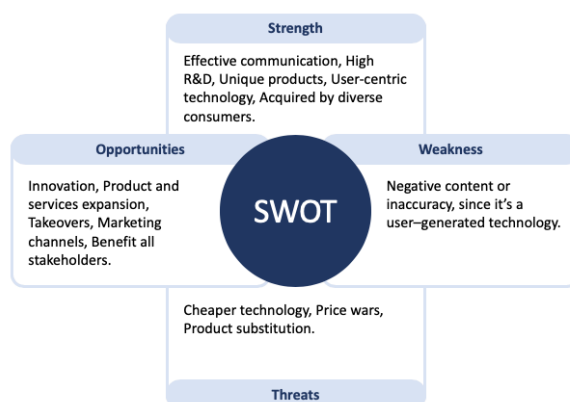 Strength
Effective communication, High
R&D, Unique products, User-centric
technology, Acquired by diverse
consumers.
Opportunities
Innovation, Product and
services expansion,
Takeovers, Marketing
channels, Benefit all
stakeholders.
SWOT
Weakness
Negative content or
inaccuracy, since it’s a
user–generated technology.
Cheaper technology, Price wars,
Product substitution.
Threats